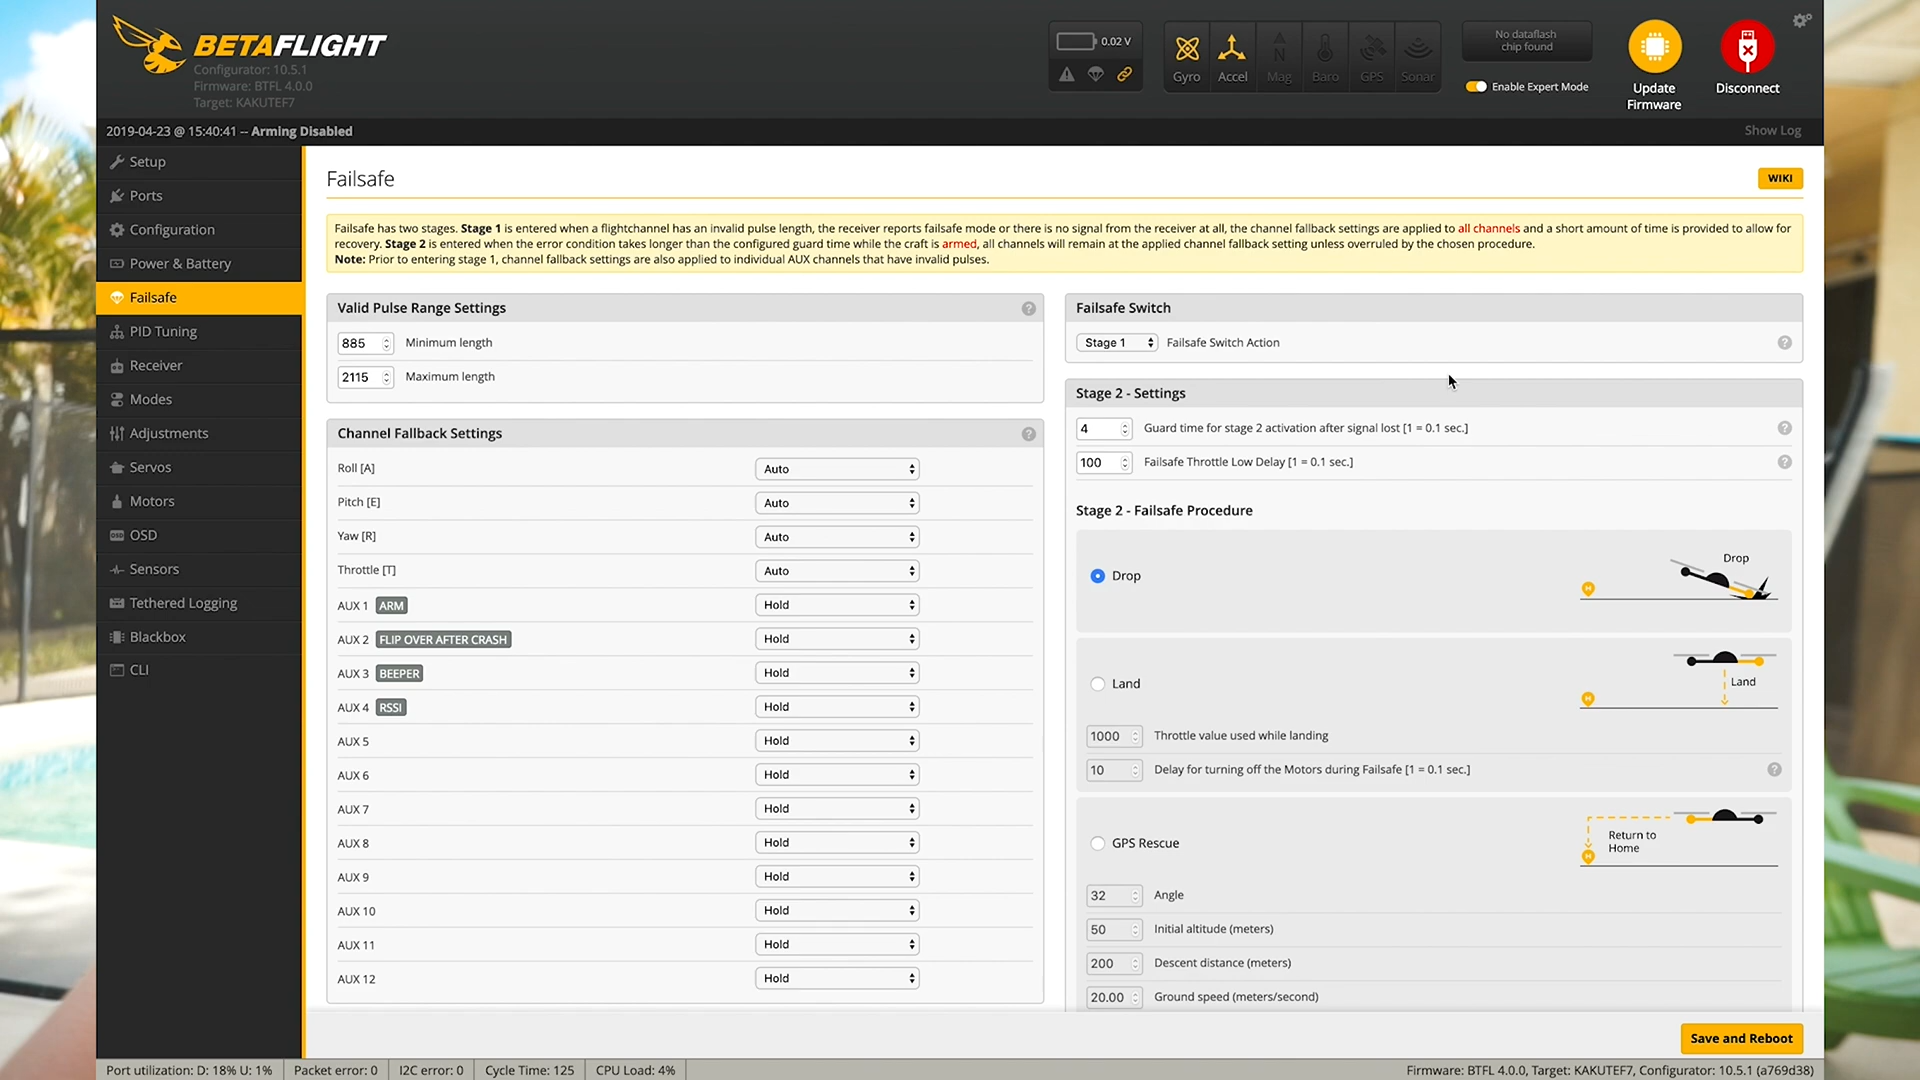 BETAFLIGHT
Configurator: 10.5.1
Firmware: BTFL 4.0.0
Target: KAKUTEF7
0.02 V
Gyro
Accel
Mag
Baro
GPS
Sonar
No dataflash
chip found
Enable Expert Mode
Update
Firmware
Disconnect
2019-04-23 @ 15:40:41 -- Arming Disabled
Show Log
Setup
Ports
Configuration
Power & Battery
Failsafe
PID Tuning
Receiver
Modes
Adjustments
Servos
Motors
OSD
Sensors
Tethered Logging
Blackbox
CLI
Failsafe
WIKI
Failsafe has two stages. Stage 1 is entered when a flightchannel has an invalid pulse length, the receiver reports failsafe mode or there is no signal from the receiver at all, the channel fallback settings are applied to all channels and a short amount of time is provided to allow for
recovery. Stage 2 is entered when the error condition takes longer than the configured guard time while the craft is armed, all channels will remain at the applied channel fallback setting unless overruled by the chosen procedure.
Note: Prior to entering stage 1, channel fallback settings are also applied to individual AUX channels that have invalid pulses.
Valid Pulse Range Settings ?
885 Minimum length
2115 Maximum length
Channel Fallback Settings ?
Roll [A] Auto
Pitch [E] Auto
Yaw [R] Auto
Throttle [T] Auto
AUX 1 ARM Hold
AUX 2 FLIP OVER AFTER CRASH Hold
AUX 3 BEEPER Hold
AUX 4 RSSI Hold
AUX 5 Hold
AUX 6 Hold
AUX 7 Hold
AUX 8 Hold
AUX 9 Hold
AUX 10 Hold
AUX 11 Hold
AUX 12 Hold
Failsafe Switch
Stage 1 Failsafe Switch Action ?
Stage 2 - Settings
4 Guard time for stage 2 activation after signal lost [1 = 0.1 sec.] ?
100 Failsafe Throttle Low Delay [1 = 0.1 sec.] ?
Stage 2 - Failsafe Procedure
Drop
Drop
Land
Land
1000 Throttle value used while landing
10 Delay for turning off the Motors during Failsafe [1 = 0.1 sec.] ?
GPS Rescue
Return to
Home
32 Angle
50 Initial altitude (meters)
200 Descent distance (meters)
20.00 Ground speed (meters/second)
Save and Reboot
Port utilization: D: 18% U: 1%
Packet error: 0
I2C error: 0
Cycle Time: 125
CPU Load: 4%
Firmware: BTFL 4.0.0, Target: KAKUTEF7, Configurator: 10.5.1 (a769d38)